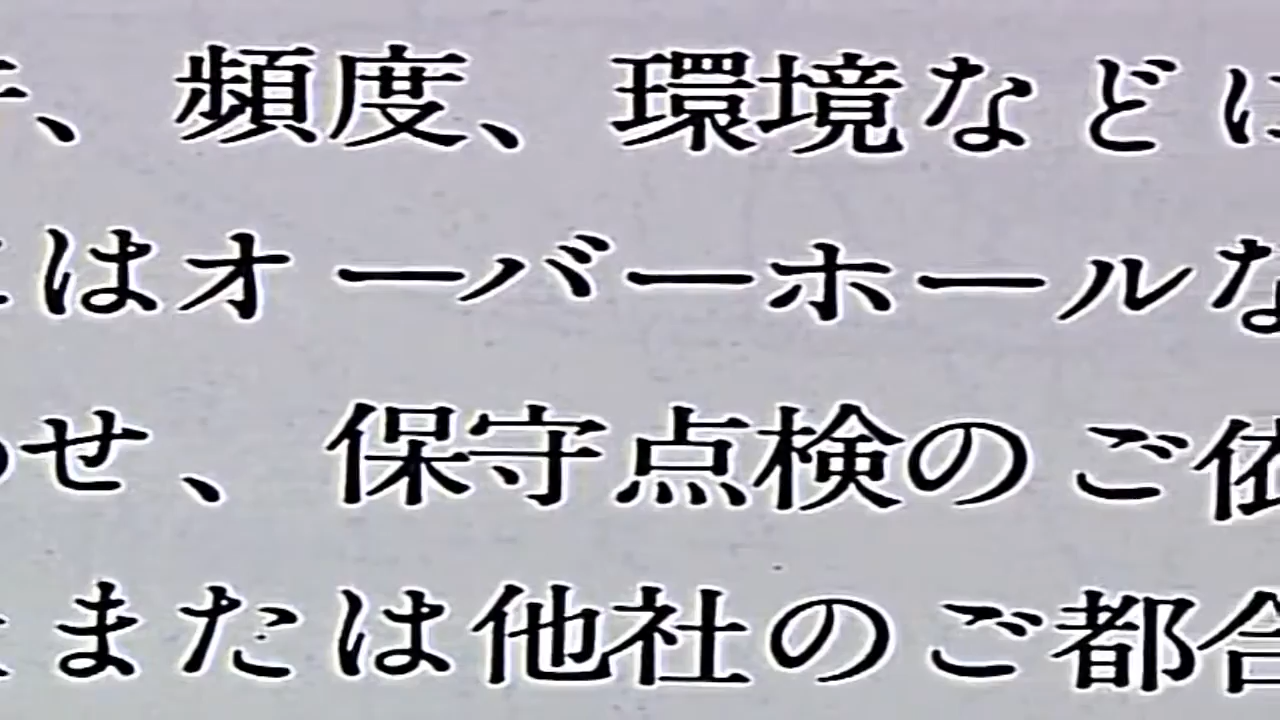 、頻度、環境などに
はオーバーホールな
せ、保守点検のご依
または他社のご都合